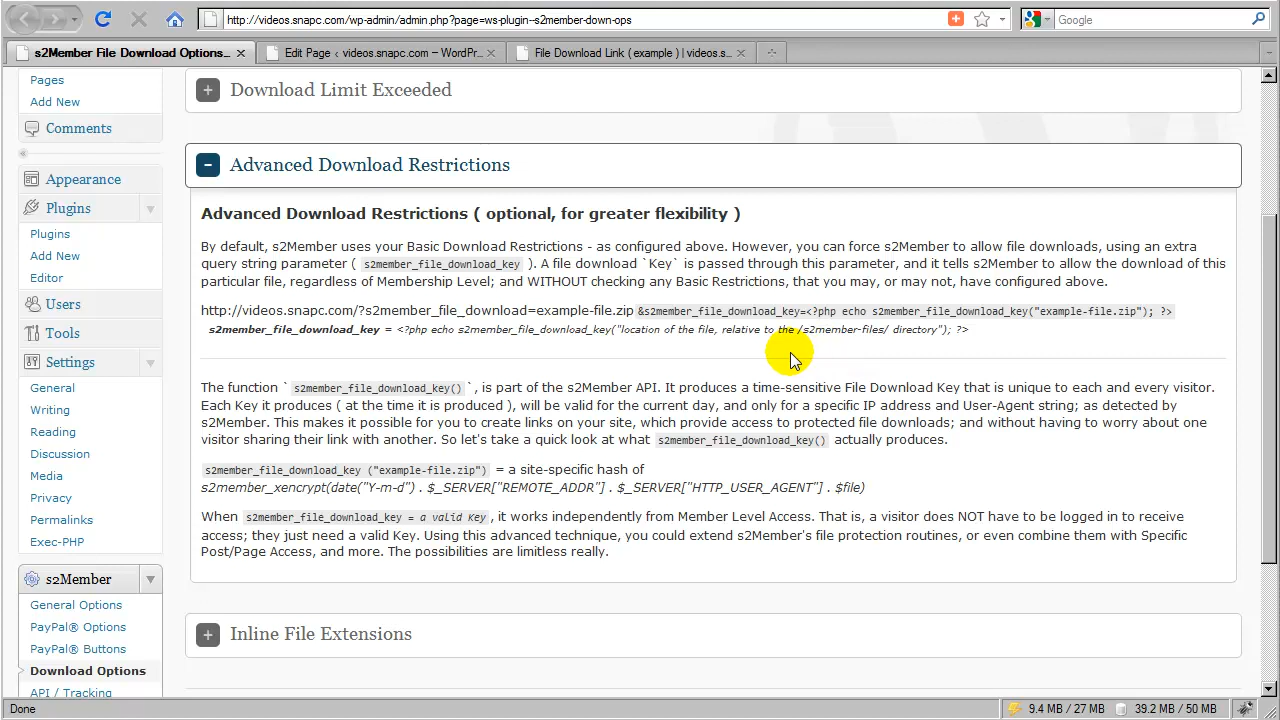 http://videos.snapc.com/wp-admin/admin.php?page=ws-plugin--s2member-down-ops
Google
s2Member File Download Options...
Edit Page ‹ videos.snapc.com — WordPr...
File Download Link ( example ) | videos.s...
Pages
Add New
Comments
Appearance
Plugins
Plugins
Add New
Editor
Users
Tools
Settings
General
Writing
Reading
Discussion
Media
Privacy
Permalinks
Exec-PHP
s2Member
General Options
PayPal® Options
PayPal® Buttons
Download Options
API / Tracking
Download Limit Exceeded
Advanced Download Restrictions
Advanced Download Restrictions ( optional, for greater flexibility )
By default, s2Member uses your Basic Download Restrictions - as configured above. However, you can force s2Member to allow file downloads, using an extra
query string parameter ( s2member_file_download_key ). A file download `Key` is passed through this parameter, and it tells s2Member to allow the download of this
particular file, regardless of Membership Level; and WITHOUT checking any Basic Restrictions, that you may, or may not, have configured above.
http://videos.snapc.com/?s2member_file_download=example-file.zip &s2member_file_download_key=<?php echo s2member_file_download_key("example-file.zip"); ?>
s2member_file_download_key = <?php echo s2member_file_download_key("location of the file, relative to the /s2member-files/ directory"); ?>
The function ` s2member_file_download_key() `, is part of the s2Member API. It produces a time-sensitive File Download Key that is unique to each and every visitor.
Each Key it produces ( at the time it is produced ), will be valid for the current day, and only for a specific IP address and User-Agent string; as detected by
s2Member. This makes it possible for you to create links on your site, which provide access to protected file downloads; and without having to worry about one
visitor sharing their link with another. So let's take a quick look at what s2member_file_download_key() actually produces.
s2member_file_download_key ("example-file.zip") = a site-specific hash of
s2member_xencrypt(date("Y-m-d") . $_SERVER["REMOTE_ADDR"] . $_SERVER["HTTP_USER_AGENT"] . $file)
When s2member_file_download_key = a valid Key, it works independently from Member Level Access. That is, a visitor does NOT have to be logged in to receive
access; they just need a valid Key. Using this advanced technique, you could extend s2Member's file protection routines, or even combine them with Specific
Post/Page Access, and more. The possibilities are limitless really.
Inline File Extensions
Done
9.4 MB / 27 MB
39.2 MB / 50 MB